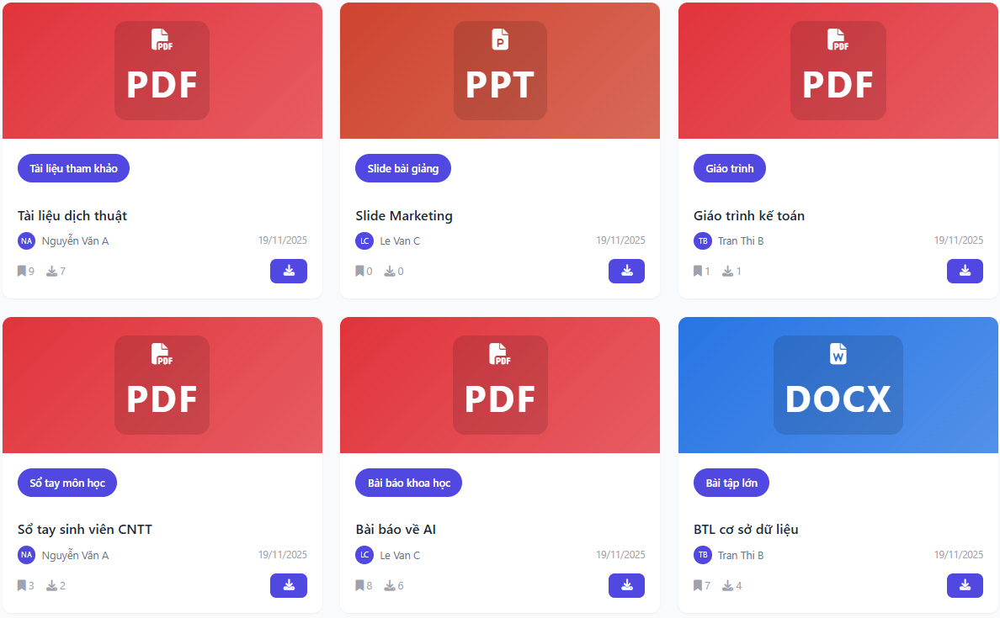 PDF
PDF
Tài liệu tham khảo
Tài liệu dịch thuật
NA Nguyễn Văn A 19/11/2025
9 7
P
PPT
Slide bài giảng
Slide Marketing
LC Le Van C 19/11/2025
0 0
PDF
PDF
Giáo trình
Giáo trình kế toán
TB Tran Thi B 19/11/2025
1 1
PDF
PDF
Sổ tay môn học
Sổ tay sinh viên CNTT
NA Nguyễn Văn A 19/11/2025
3 2
PDF
PDF
Bài báo khoa học
Bài báo về AI
LC Le Van C 19/11/2025
8 6
W
DOCX
Bài tập lớn
BTL cơ sở dữ liệu
TB Tran Thi B 19/11/2025
7 4